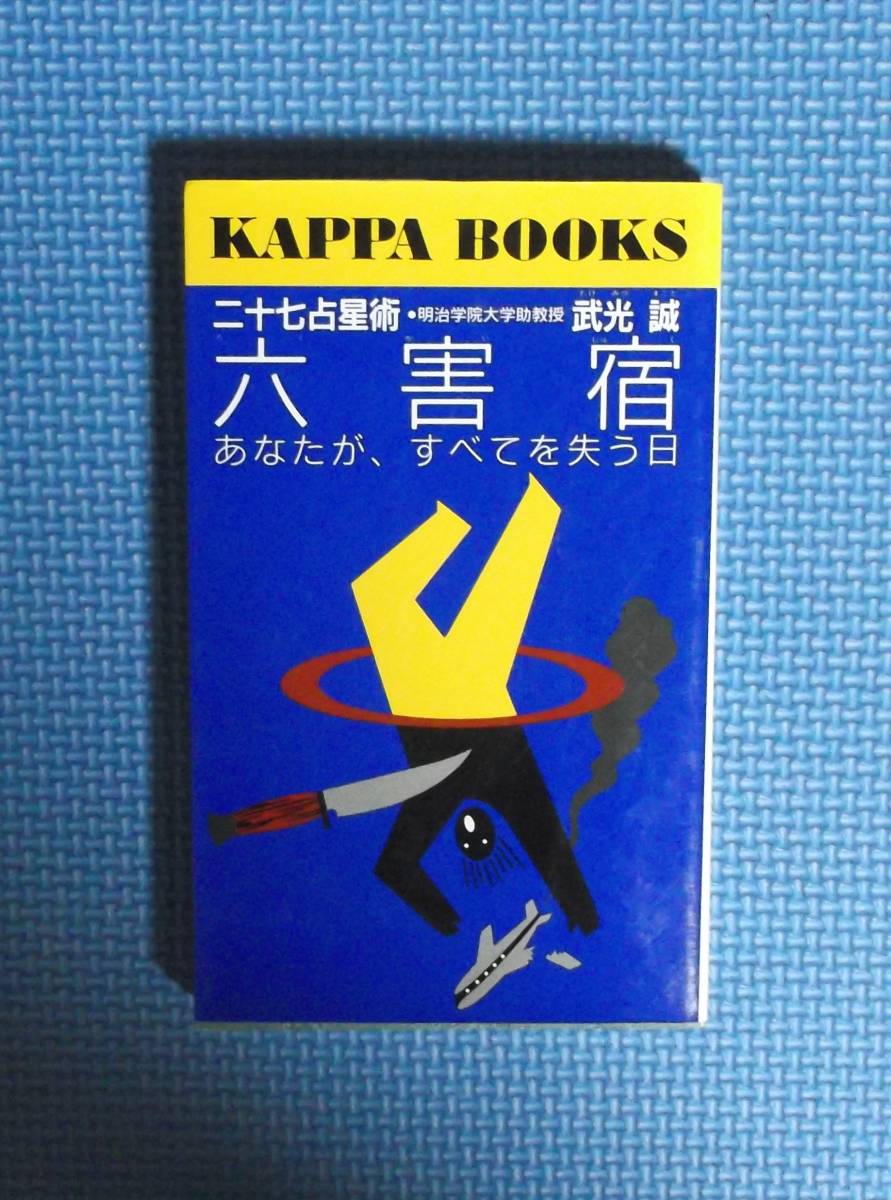 KAPPA BOOKS
二十七占星術・明治学院大学助教授 武光 誠
六害宿
あなたが、すべてを失う日